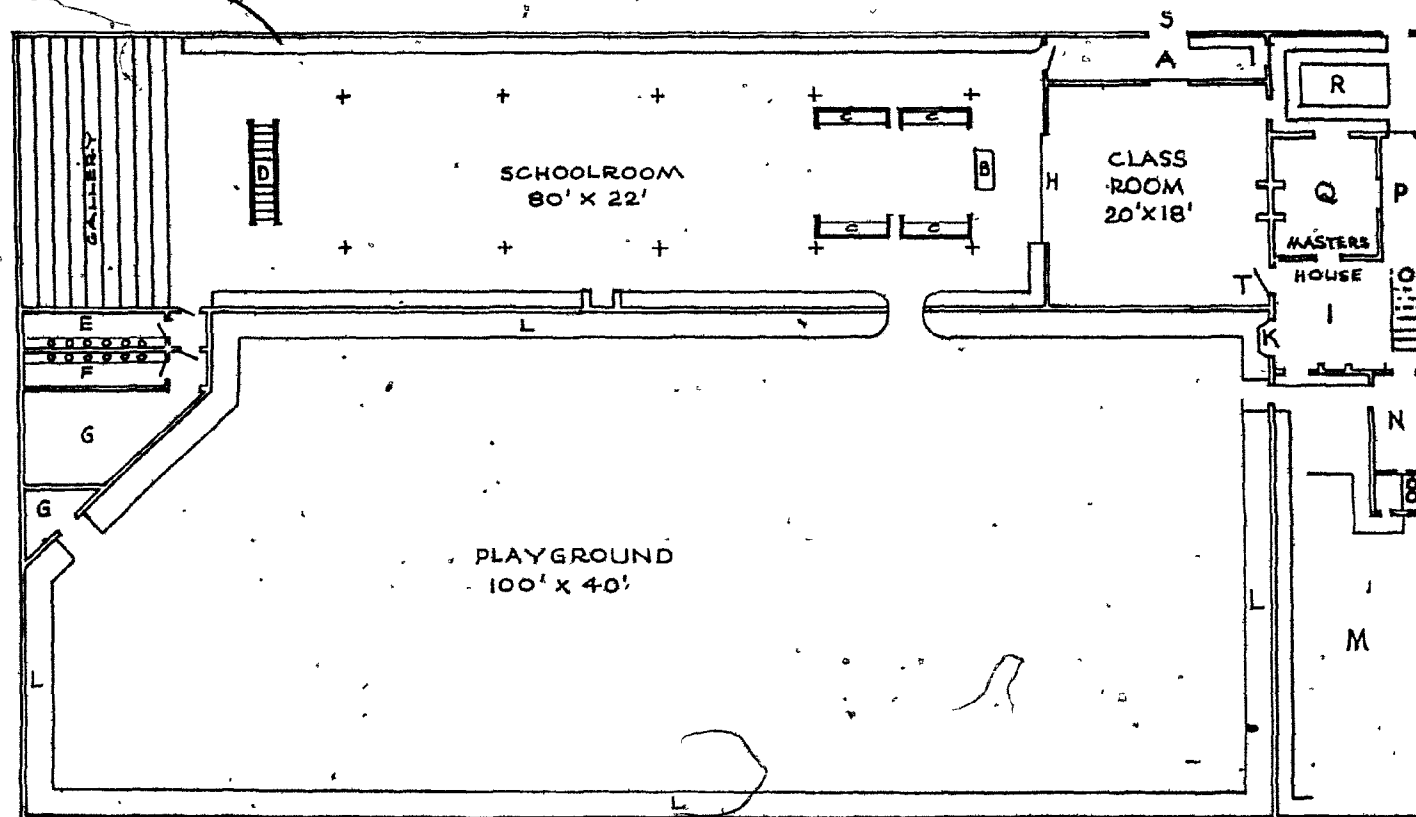 S
A
R
GALLERY
D
SCHOOLROOM
80' X 22'
C
C
C
C
B
H
CLASS
ROOM
20'X18'
Q
P
MASTERS
HOUSE
T
O
I
K
E
F
L
G
G
N
PLAYGROUND
100' X 40'
L
L
M
L